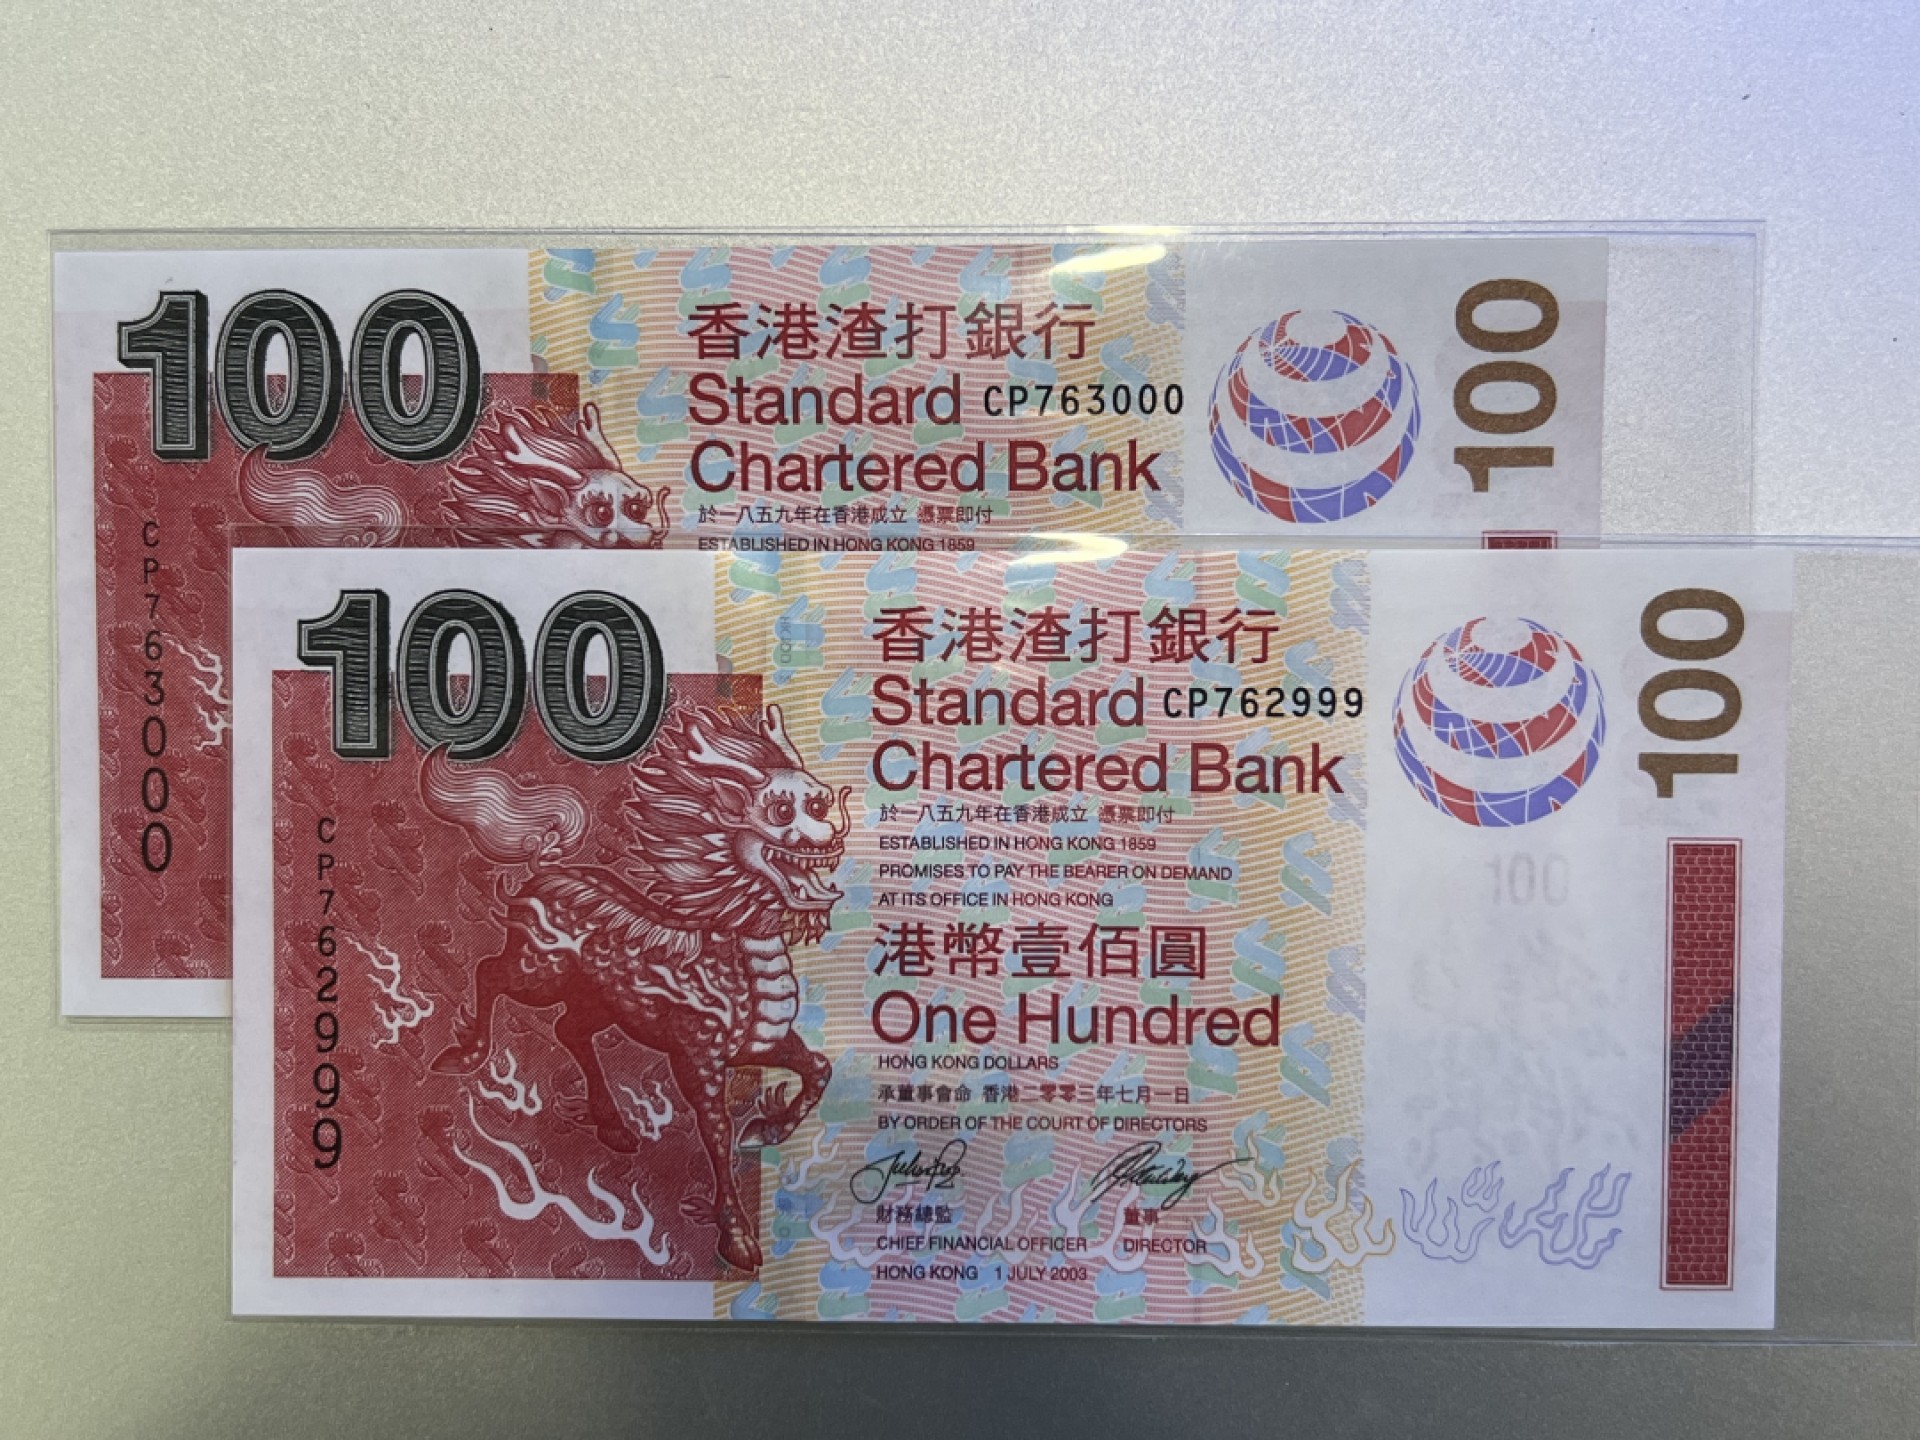 100
香港渣打銀行
Standard CP763000
Chartered Bank
於一八五九年在香港成立 憑票即付
ESTABLISHED IN HONG KONG 1859
100
CP763000
100
香港渣打銀行
Standard CP762999
Chartered Bank
於一八五九年在香港成立 憑票即付
ESTABLISHED IN HONG KONG 1859
PROMISES TO PAY THE BEARER ON DEMAND
AT ITS OFFICE IN HONG KONG
港幣壹佰圓
One Hundred
HONG KONG DOLLARS
承董事會命 香港二零零三年七月一日
BY ORDER OF THE COURT OF DIRECTORS
財務總監 董事
CHIEF FINANCIAL OFFICER DIRECTOR
HONG KONG 1 JULY 2003
100
100
CP762999